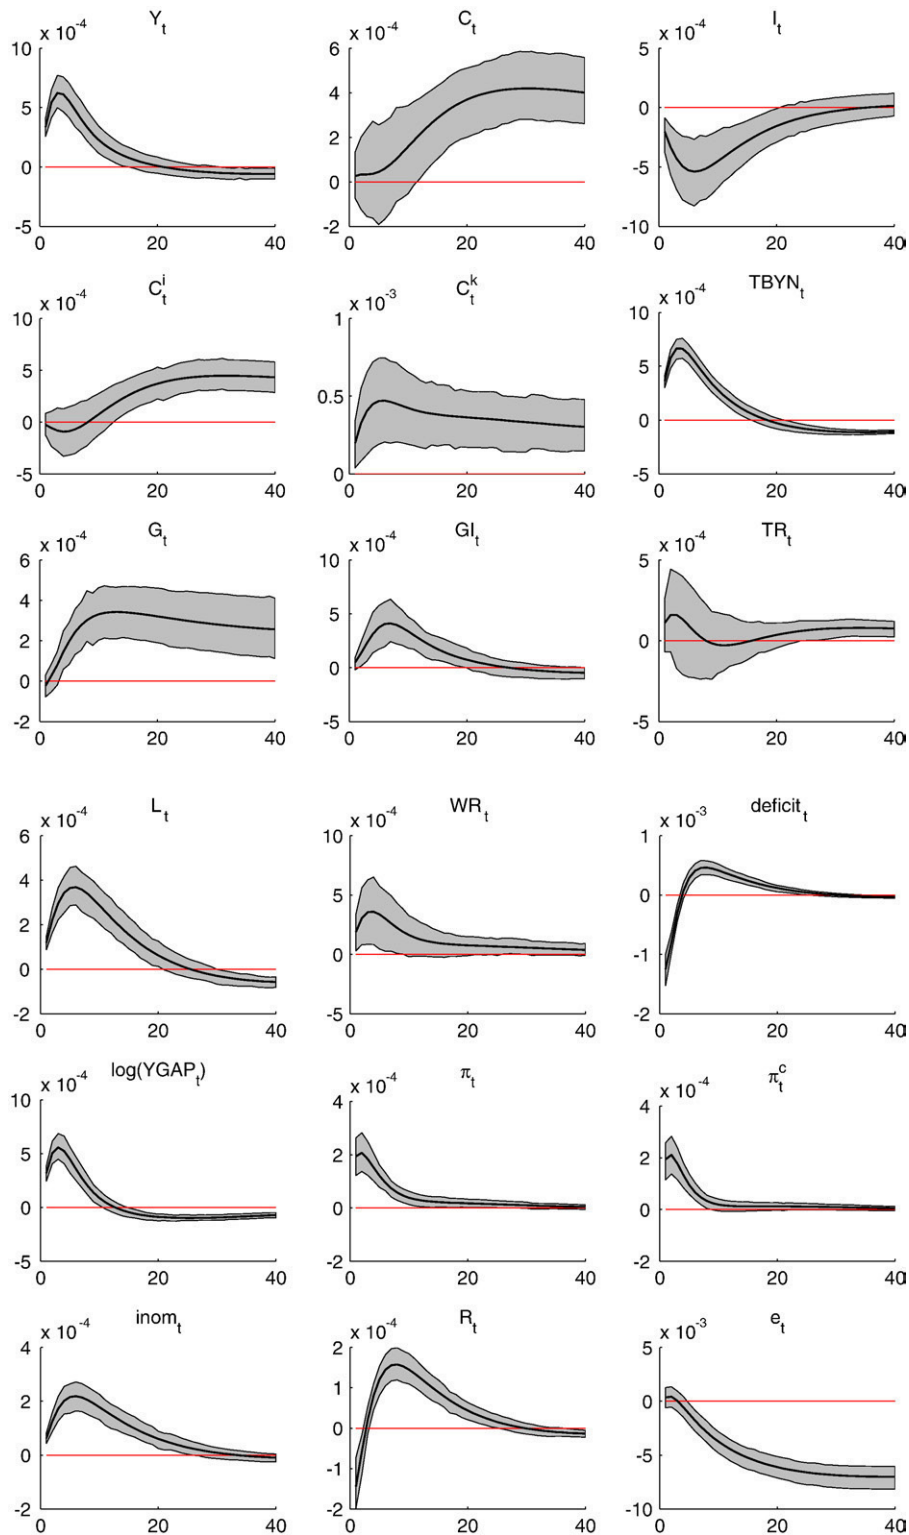 Y_t C_t I_t
x 10^-4 x 10^-4 x 10^-4
10 6 5
5 4 0
0 2 -5
-5 0 -10
-2
0 20 40 0 20 40 0 20 40
C_t^i C_t^k TBYN_t
x 10^-4 x 10^-3 x 10^-4
10 1 10
5 0.5 5
0 0 0
-5 -5
0 20 40 0 20 40 0 20 40
G_t GI_t TR_t
x 10^-4 x 10^-4 x 10^-4
6 10 5
4 5 0
2 0 -5
0 -5
-2
0 20 40 0 20 40 0 20 40
L_t WR_t deficit_t
x 10^-4 x 10^-4 x 10^-3
6 10 1
4 5 0
2 0 -1
0 -5 -2
-2
0 20 40 0 20 40 0 20 40
log(YGAP_t) π_t π_t^c
x 10^-4 x 10^-4 x 10^-4
10 4 4
5 2 2
0 0 0
-5 -2 -2
0 20 40 0 20 40 0 20 40
inom_t R_t e_t
x 10^-4 x 10^-4 x 10^-3
4 2 5
2 1 0
0 0 -5
-2 -1 -10
-2
0 20 40 0 20 40 0 20 40